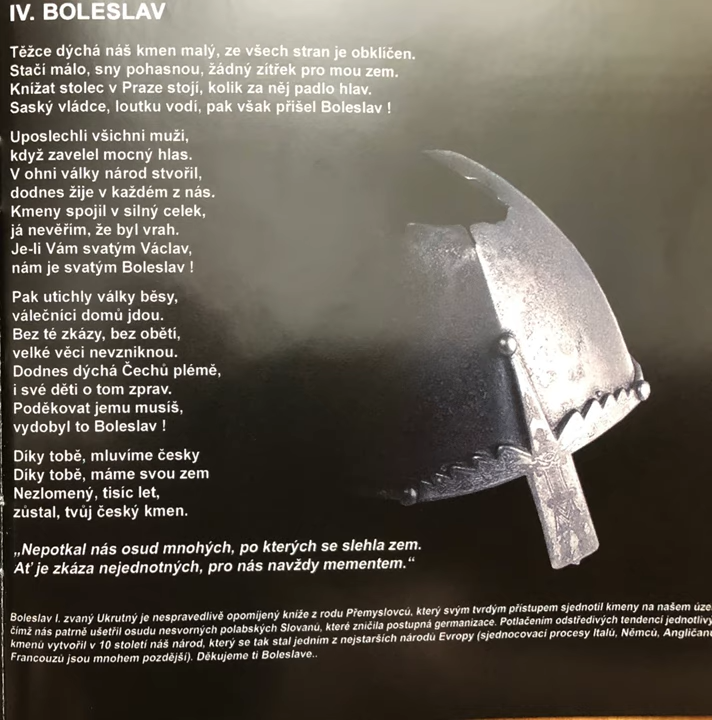 IV. BOLESLAV
Těžce dýchá náš kmen malý, ze všech stran je obklíčen.
Stačí málo, sny pohasnou, žádný zítřek pro mou zem.
Knížat stolec v Praze stojí, kolik za něj padlo hlav.
Saský vládce, loutku vodí, pak však přišel Boleslav !
Uposlechli všichni muži,
když zavelel mocný hlas.
V ohni války národ stvořil,
dodnes žije v každém z nás.
Kmeny spojil v silný celek,
já nevěřím, že byl vrah.
Je-li Vám svatým Václav,
nám je svatým Boleslav !
Pak utichly války běsy,
válečníci domů jdou.
Bez té zkázy, bez obětí,
velké věci nevzniknou.
Dodnes dýchá Čechů plémě,
i své děti o tom zprav.
Poděkovat jemu musíš,
vydobyl to Boleslav !
Díky tobě, mluvíme česky
Díky tobě, máme svou zem
Nezlomený, tisíc let,
zůstal, tvůj český kmen.
„Nepotkal nás osud mnohých, po kterých se slehla zem.
Ať je zkáza nejednotných, pro nás navždy mementem.“
Boleslav I. zvaný Ukrutný je nespravedlivě opomíjený kníže z rodu Přemyslovců, který svým tvrdým přístupem sjednotil kmeny na našem
čímž nás patrně ušetřil osudu nesvorných polabských Slovanů, které zničila postupná germanizace. Potlačením odstředivých tendencí
kmenů vytvořil v 10 století náš národ, který se tak stal jedním z nejstarších národů Evropy (sjednocovací procesy Italů, Němců,
Francouzů jsou mnohem pozdější). Děkujeme ti Boleslave..